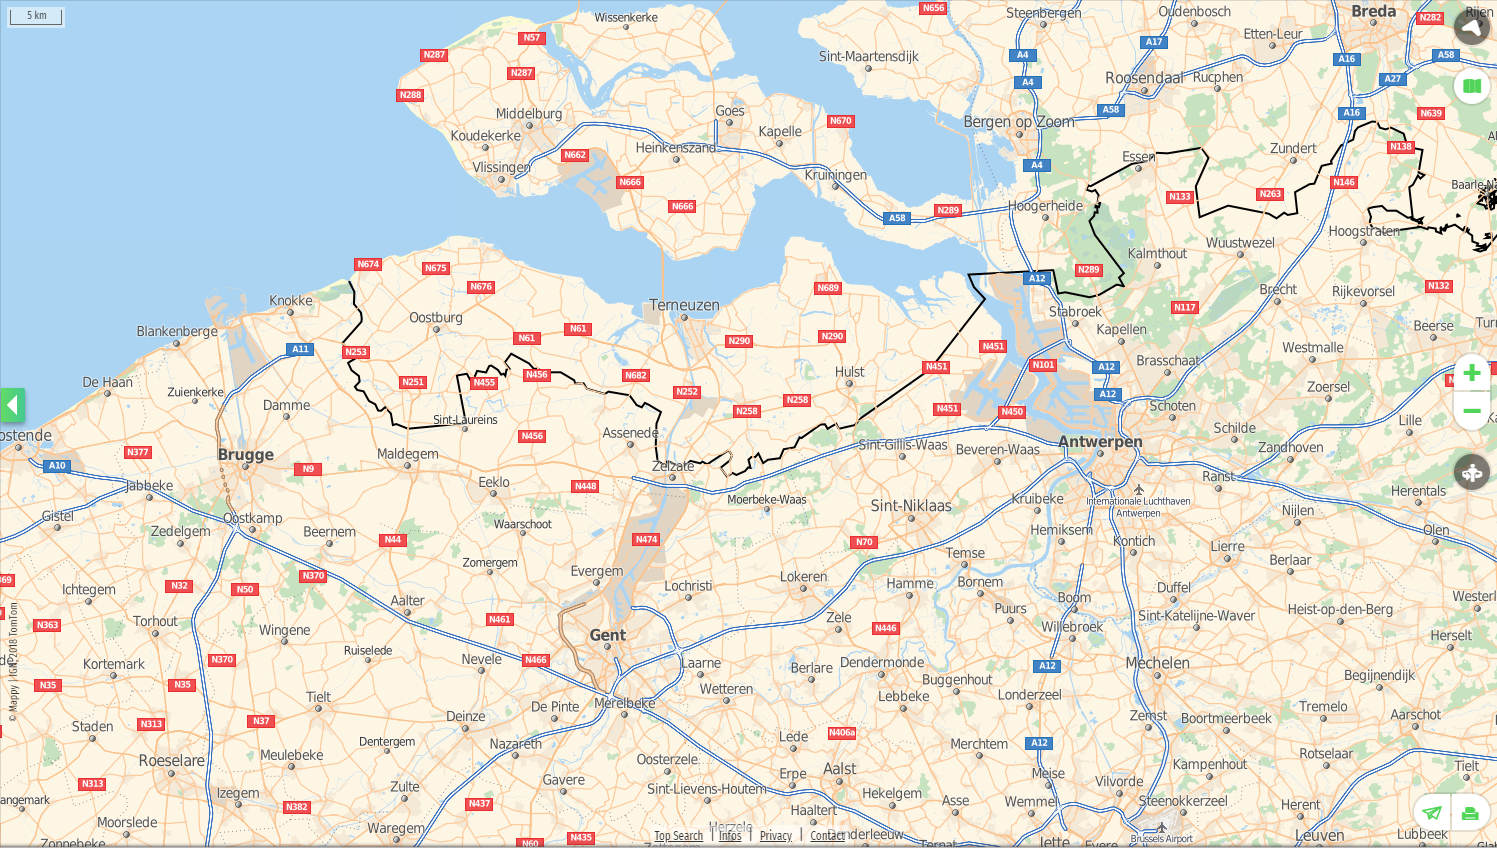 5 km
Wissenkerke
N656
Steenbergen
Oudenbosch
Breda
N282
Rijen
N57
N287
A4
A17
Etten-Leur
A16
A58
Sint-Maartensdijk
N287
A4
Roosendaal
Rucphen
A27
N288
Middelburg
Goes
Kapelle
N670
Bergen op Zoom
A58
A16
N639
Koudekerke
Heinkenszand
Essen
Zundert
N138
Vlissingen
N662
N666
Kruiningen
A4
N146
Baarle-Na
N666
A58
N289
Hoogerheide
N133
N263
Hoogstraten
Wuustwezel
Kalmthout
N674
N675
N676
N689
A12
N289
Brecht
Rijkevorsel
N132
Knokke
Oostburg
Terneuzen
Stabroek
N117
Blankenberge
A11
N253
N61
N61
N290
N290
N451
Kapellen
Beerse
Westmalle
De Haan
Zuienkerke
N251
N455
N456
N682
N252
Hulst
N451
N101
A12
Brasschaat
Zoersel
Damme
Sint-Laureins
N258
N258
N451
N450
A12
Schoten
Lille
Oostende
N377
Brugge
Maldegem
N456
Assenede
Sint-Gillis-Waas
Beveren-Waas
Antwerpen
Schilde
Zandhoven
A10
N9
Zelzate
Jabbeke
Eeklo
N448
Moerbeke-Waas
Sint-Niklaas
Kruibeke
Internationale Luchthaven
Antwerpen
Ranst
Herentals
Gistel
Zedelgem
Oostkamp
Beernem
N44
Waarschoot
N474
N70
Hemiksem
Kontich
Nijlen
Olen
Lierre
Zomergem
Temse
Berlaar
N32
N50
N370
Evergem
Lochristi
Lokeren
Hamme
Bornem
Duffel
Ichtegem
Aalter
Boom
Puurs
Heist-op-den-Berg
N363
Torhout
Wingene
N461
Gent
Zele
N446
Willebroek
Sint-Katelijne-Waver
Herselt
Kortemark
N370
Ruiselede
Nevele
N466
Laarne
Berlare
Dendermonde
A12
Mechelen
Begijnendijk
N35
N35
Tielt
De Pinte
Merelbeke
Wetteren
Lebbeke
Buggenhout
Londerzeel
Staden
N313
N37
Deinze
Zemst
Boortmeerbeek
Tremelo
Aarschot
N406a
Roeselare
Meulebeke
Dentergem
Nazareth
Oosterzele
Lede
Merchtem
A12
Rotselaar
Tielt
N313
Izegem
Zulte
Gavere
Sint-Lievens-Houtem
Erpe
Aalst
Meise
Vilvorde
Kampenhout
Moorslede
N382
N437
Hekelgem
Asse
Wemmel
Steenokkerzeel
Herent
Waregem
Herzele
Haaltert
Zonnebeke
N60
N435
Top Search | Infos | Privacy | Contact
Denderleeuw
Jette
Evere
Brussels Airport
Leuven
Lubbeek
© Mappy | IGN, 2018 TomTom